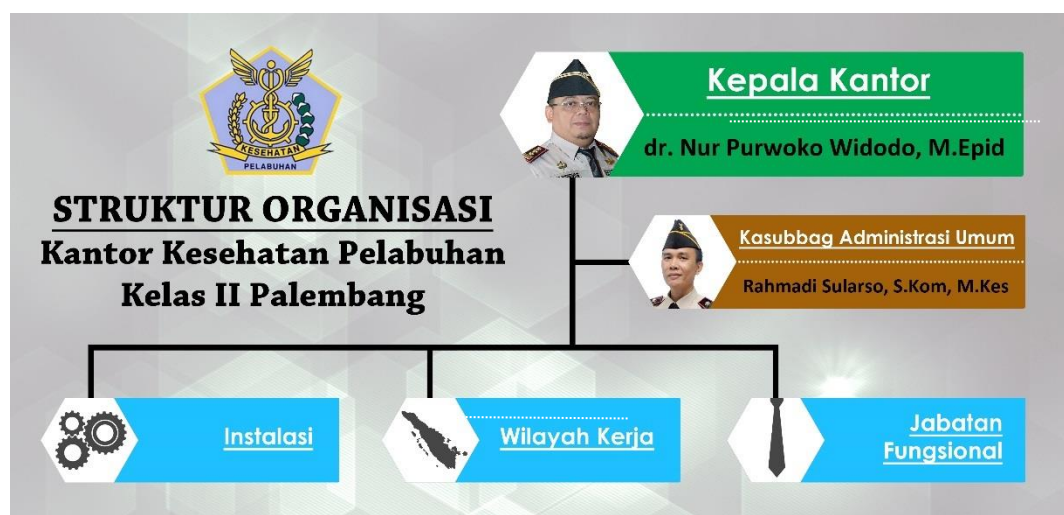 KESEHATAN
PELABUHAN
STRUKTUR ORGANISASI
Kantor Kesehatan Pelabuhan
Kelas II Palembang
Kepala Kantor
dr. Nur Purwoko Widodo, M.Epid
Kasubbag Administrasi Umum
Rahmadi Sularso, S.Kom, M.Kes
Instalasi
Wilayah Kerja
Jabatan
Fungsional